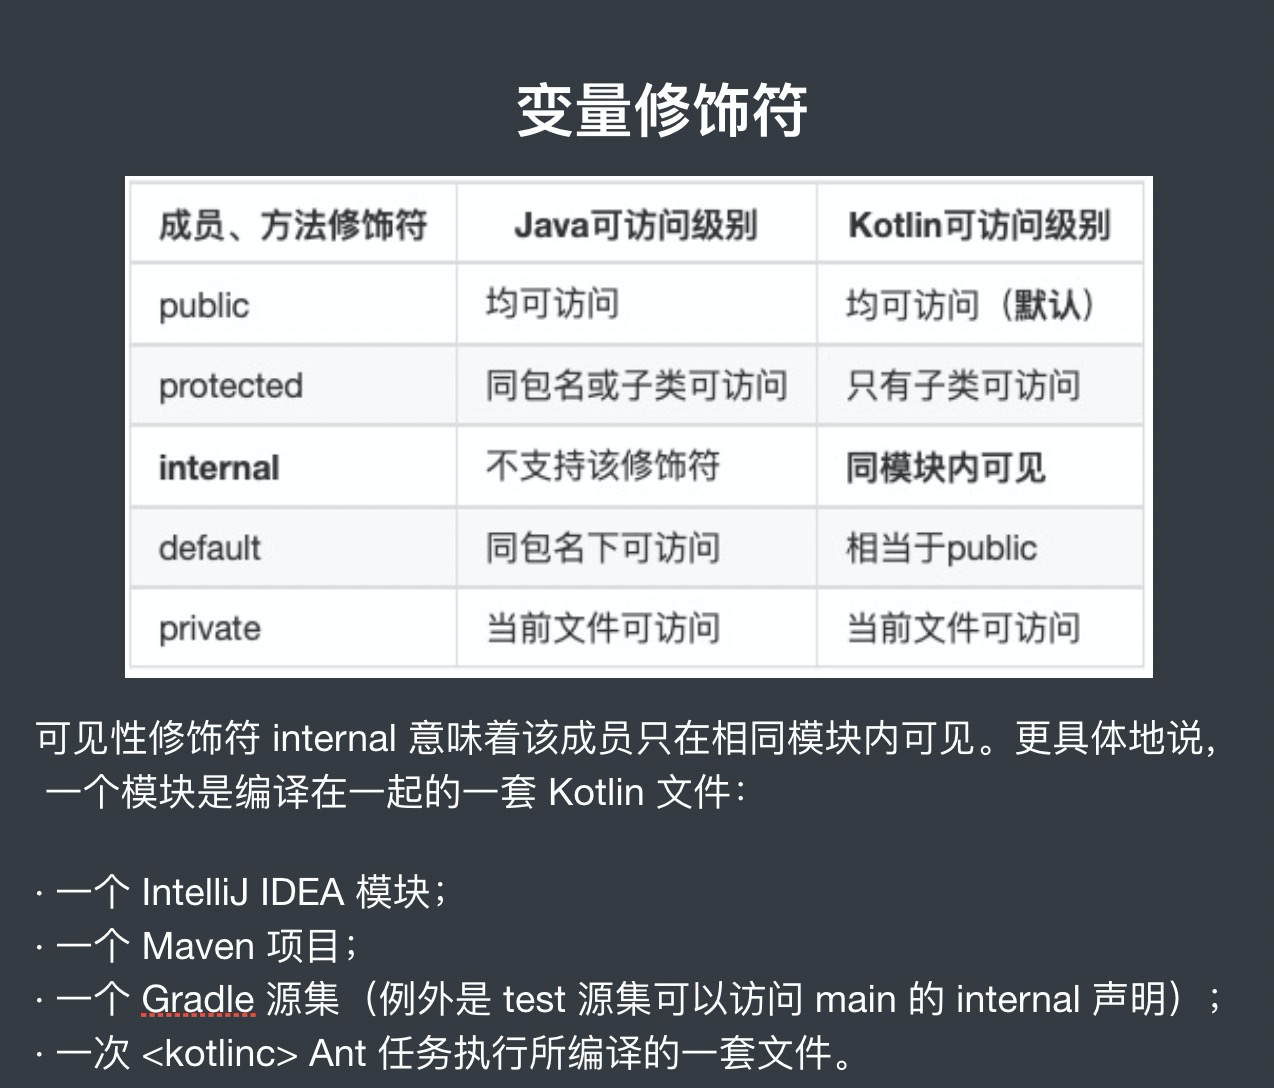 变量修饰符
成员、方法修饰符 Java可访问级别 Kotlin可访问级别
public 均可访问 均可访问（默认）
protected 同包名或子类可访问 只有子类可访问
internal 不支持该修饰符 同模块内可见
default 同包名下可访问 相当于public
private 当前文件可访问 当前文件可访问
可见性修饰符 internal 意味着该成员只在相同模块内可见。更具体地说，
一个模块是编译在一起的一套 Kotlin 文件：
· 一个 IntelliJ IDEA 模块；
· 一个 Maven 项目；
· 一个 Gradle 源集（例外是 test 源集可以访问 main 的 internal 声明）；
· 一次 <kotlinc> Ant 任务执行所编译的一套文件。